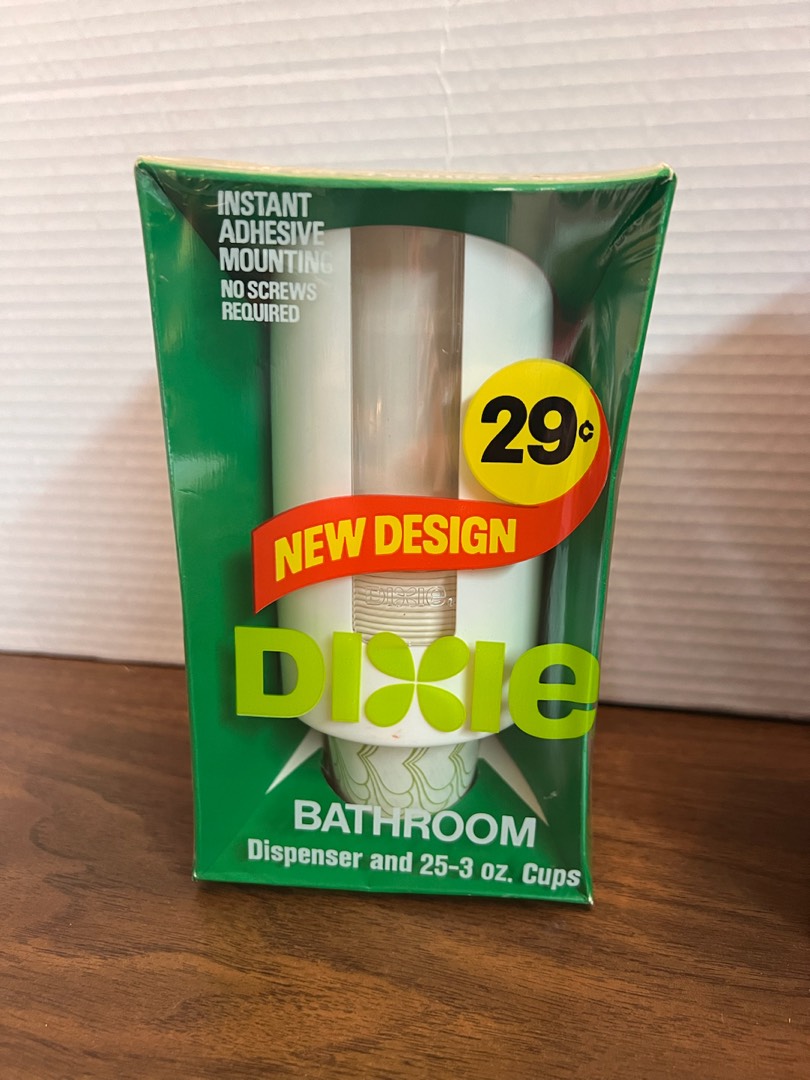 INSTANT
ADHESIVE
MOUNTING
NO SCREWS
REQUIRED
29¢
NEW DESIGN
DIXIE
DIXIE
BATHROOM
Dispenser and 25-3 oz. Cups